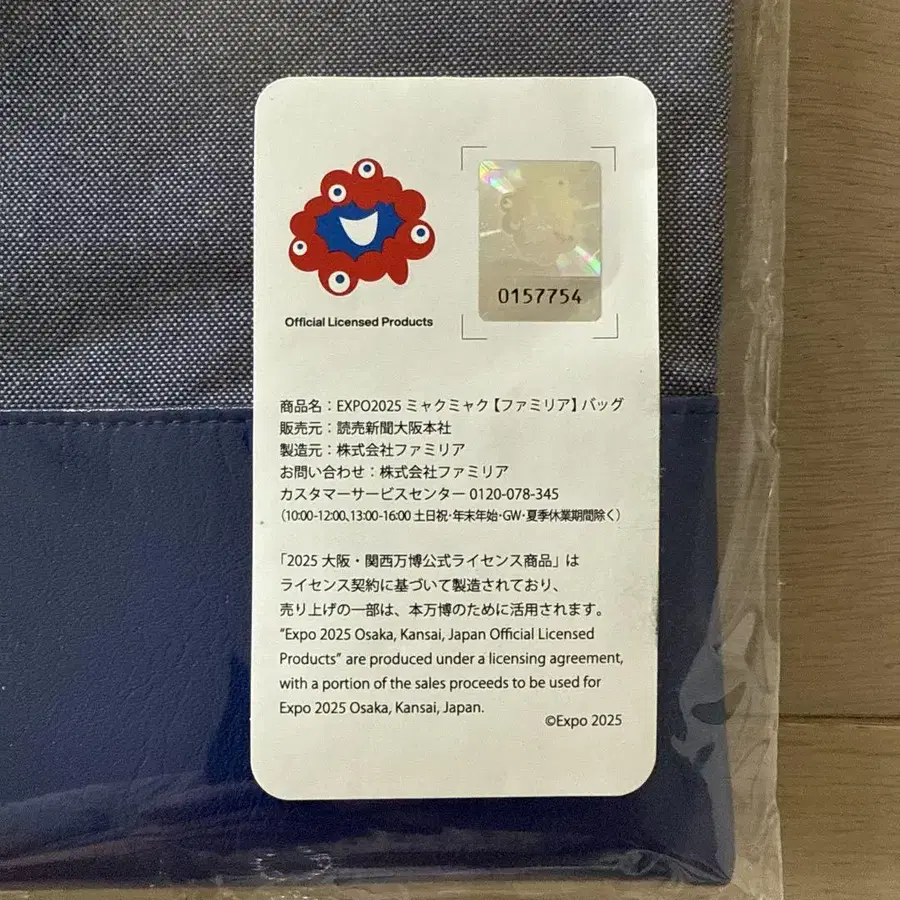 Official Licensed Products
0157754
商品名：EXPO2025 ミャクミャク【ファミリア】バッグ
販売元：読売新聞大阪本社
製造元：株式会社ファミリア
お問い合わせ：株式会社ファミリア
カスタマーサービスセンター 0120-078-345
（10:00-12:00、13:00-16:00 土日祝・年末年始・GW・夏季休業期間除く）
「2025 大阪・関西万博公式ライセンス商品」は
ライセンス契約に基づいて製造されており、
売り上げの一部は、本万博のために活用されます。
“Expo 2025 Osaka, Kansai, Japan Official Licensed
Products” are produced under a licensing agreement,
with a portion of the sales proceeds to be used for
Expo 2025 Osaka, Kansai, Japan.
©Expo 2025